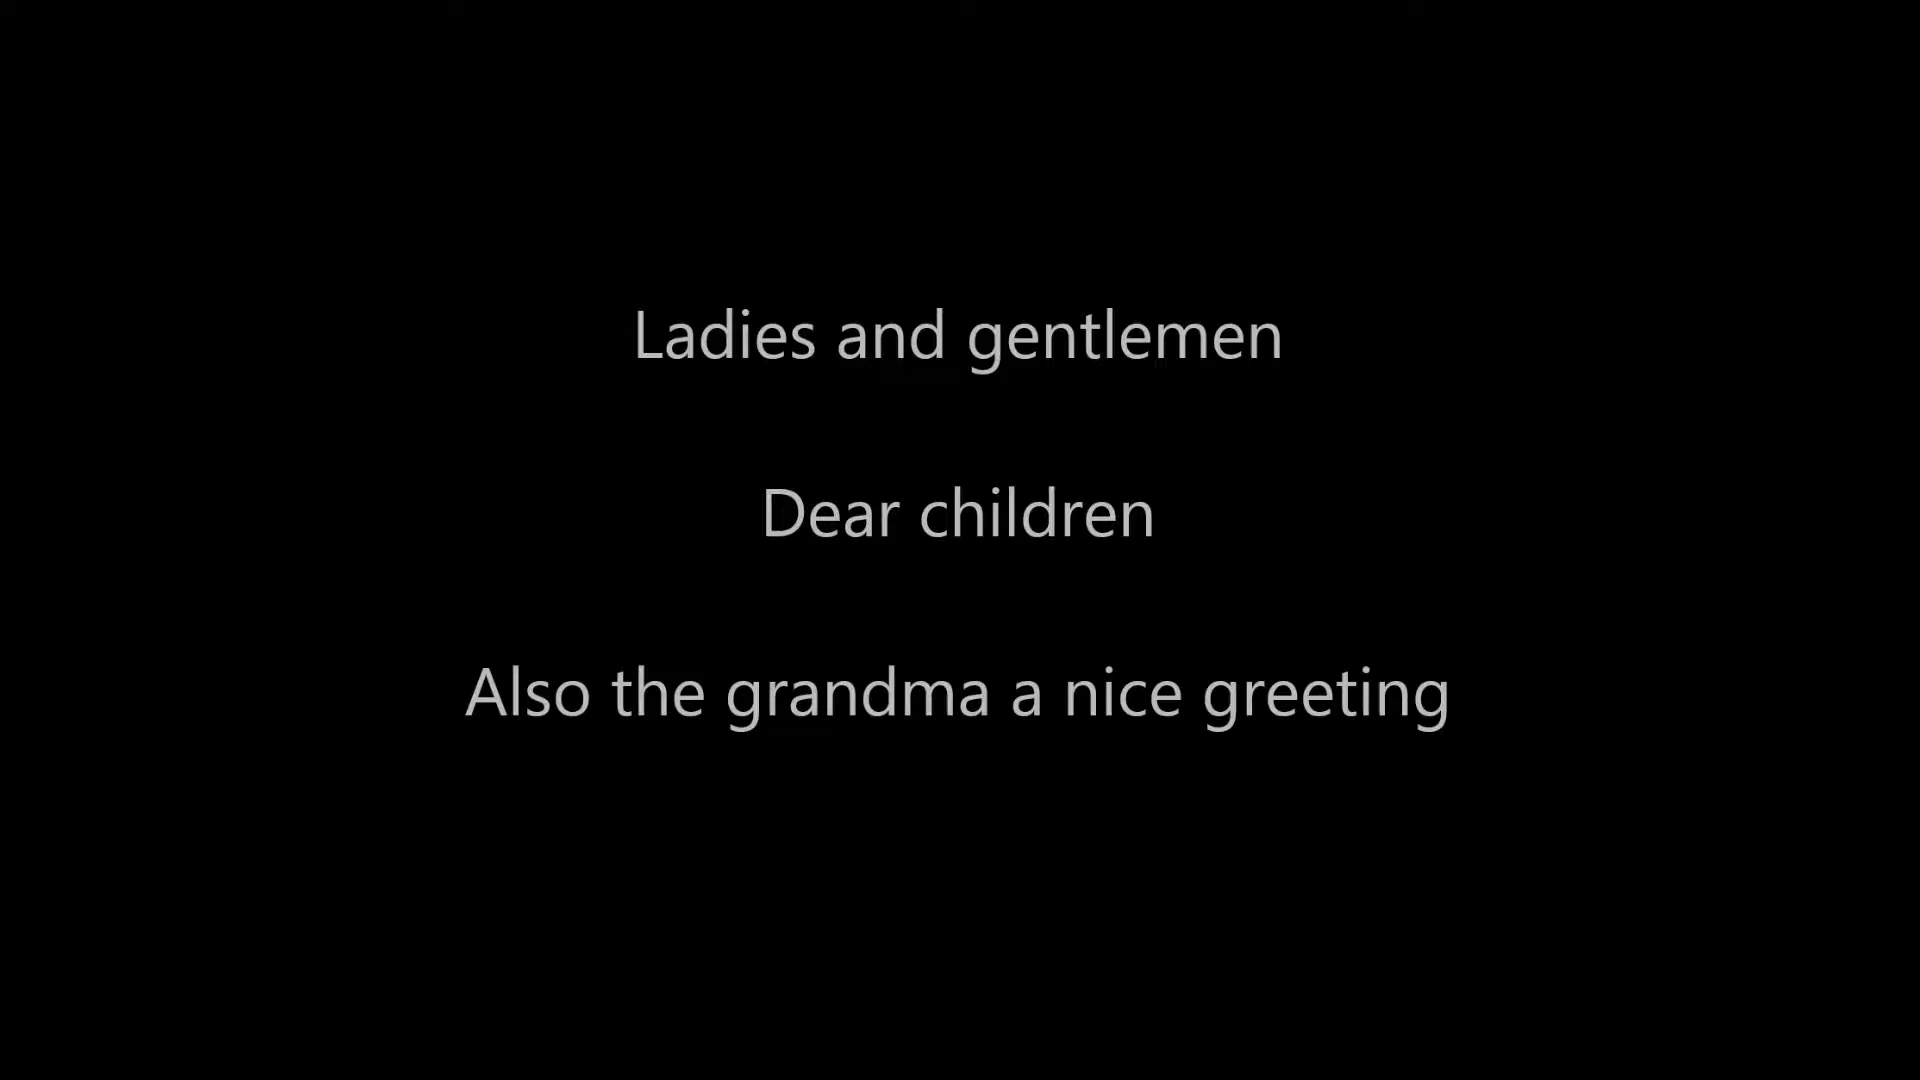 Ladies and gentlemen
Dear children
Also the grandma a nice greeting